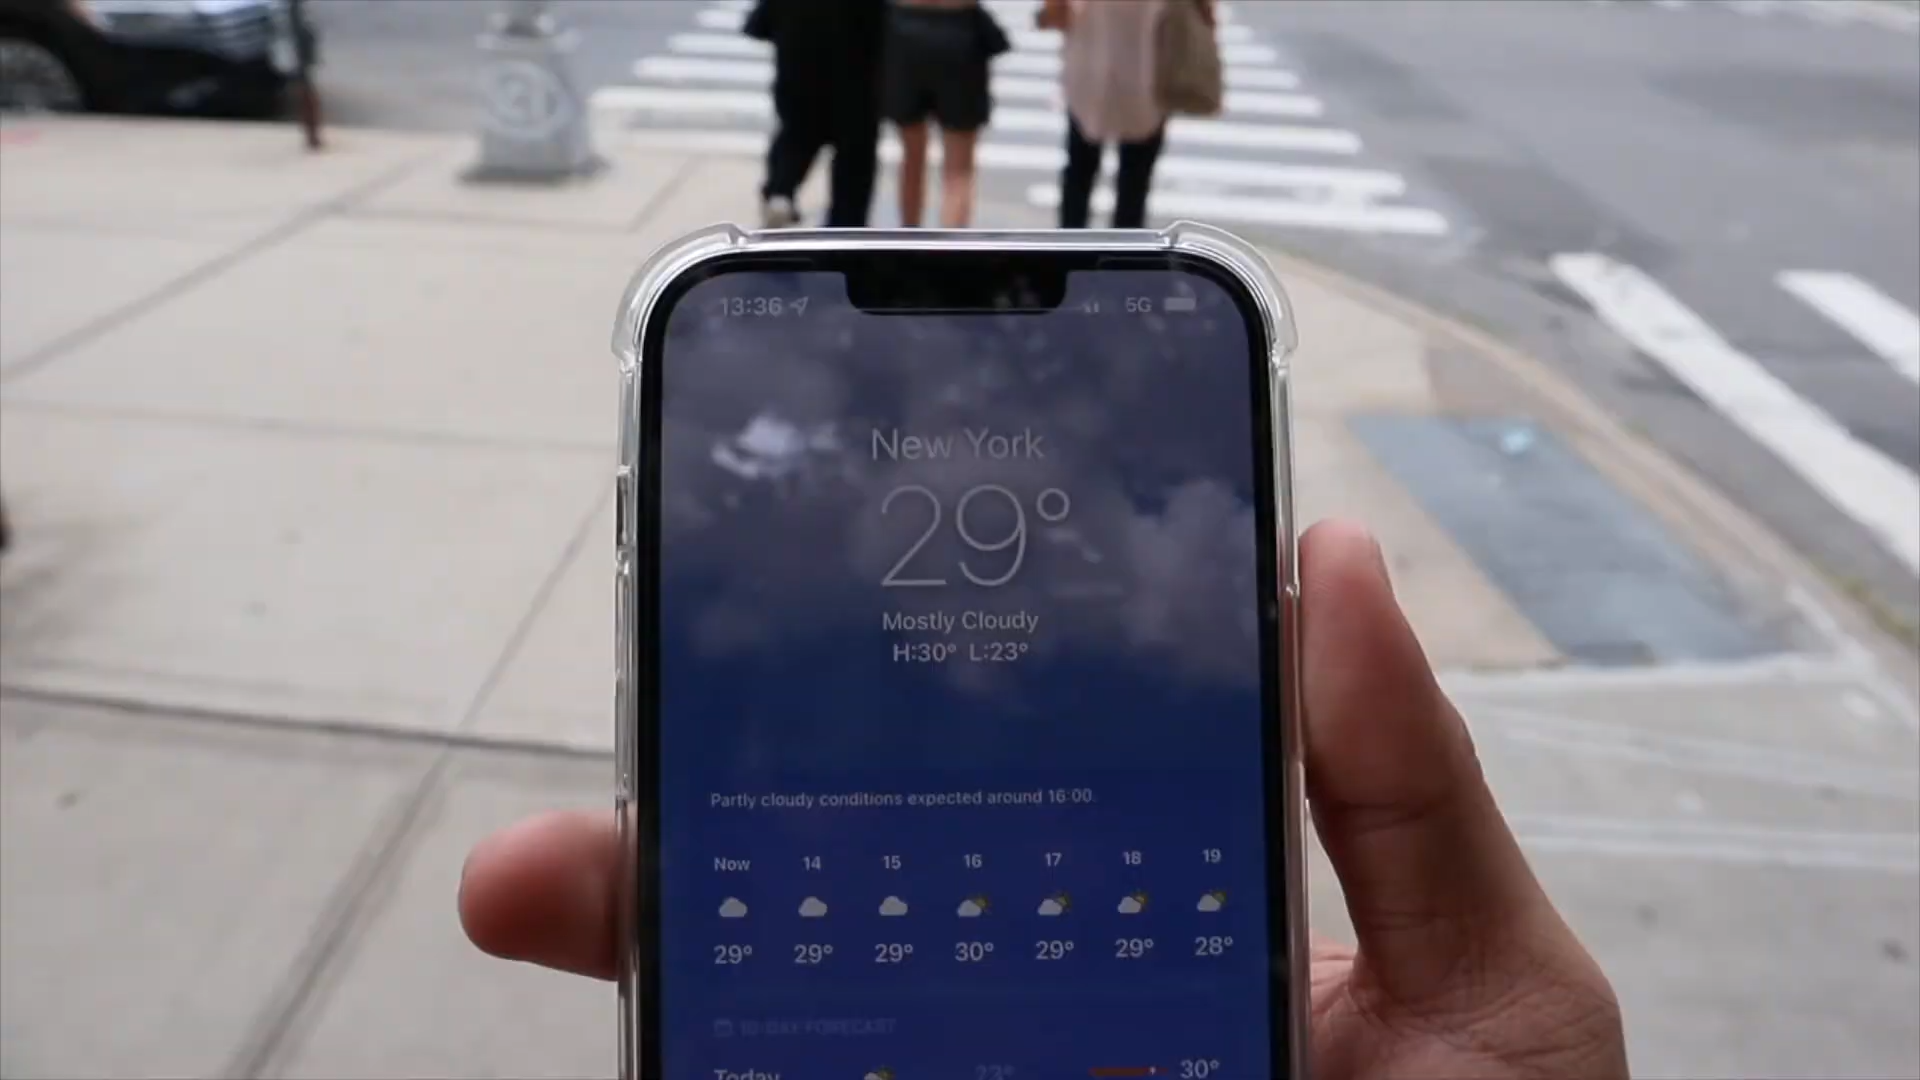 13:36 5G
New York
29°
Mostly Cloudy
H:30° L:23°
Partly cloudy conditions expected around 16:00.
Now 14 15 16 17 18 19
29° 29° 29° 30° 29° 29° 28°
10-DAY FORECAST
Today 23° 30°